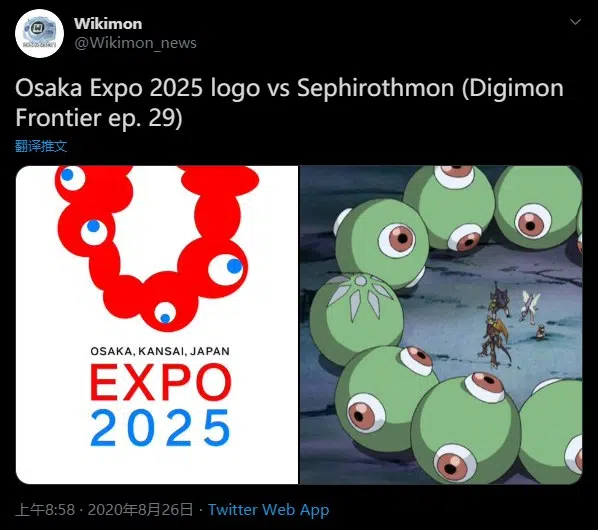 Wikimon
@Wikimon_news
Osaka Expo 2025 logo vs Sephirothmon (Digimon
Frontier ep. 29)
翻译推文
OSAKA, KANSAI, JAPAN
EXPO
2025
上午8:58 · 2020年8月26日 · Twitter Web App